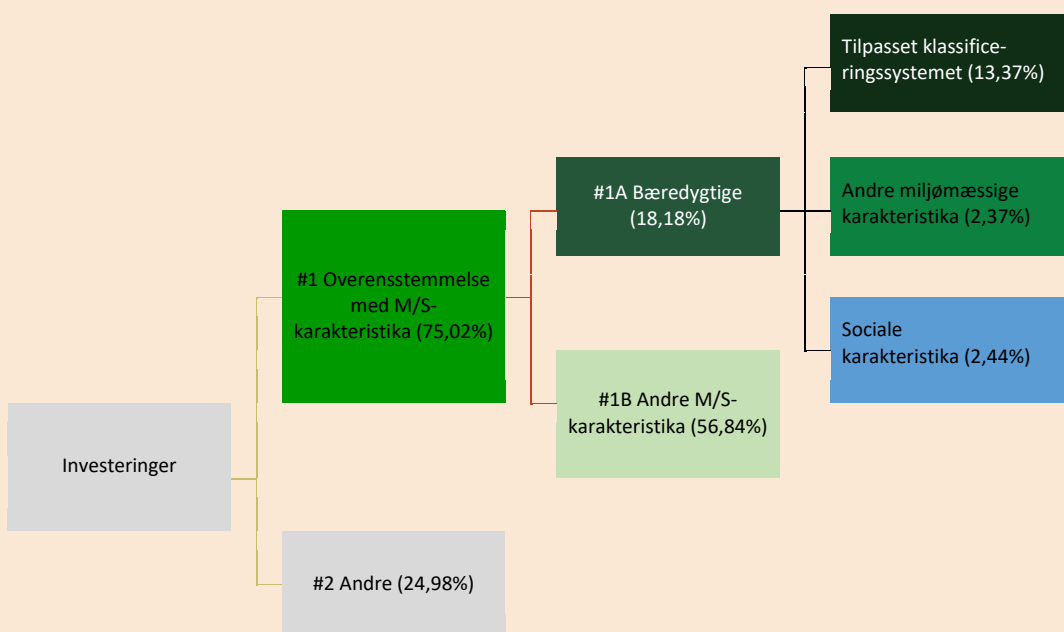 Investeringer
#1 Overensstemmelse
med M/S-
karakteristika (75,02%)
#2 Andre (24,98%)
#1A Bæredygtige
(18,18%)
#1B Andre M/S-
karakteristika (56,84%)
Tilpasset klassifice-
ringssystemet (13,37%)
Andre miljømæssige
karakteristika (2,37%)
Sociale
karakteristika (2,44%)